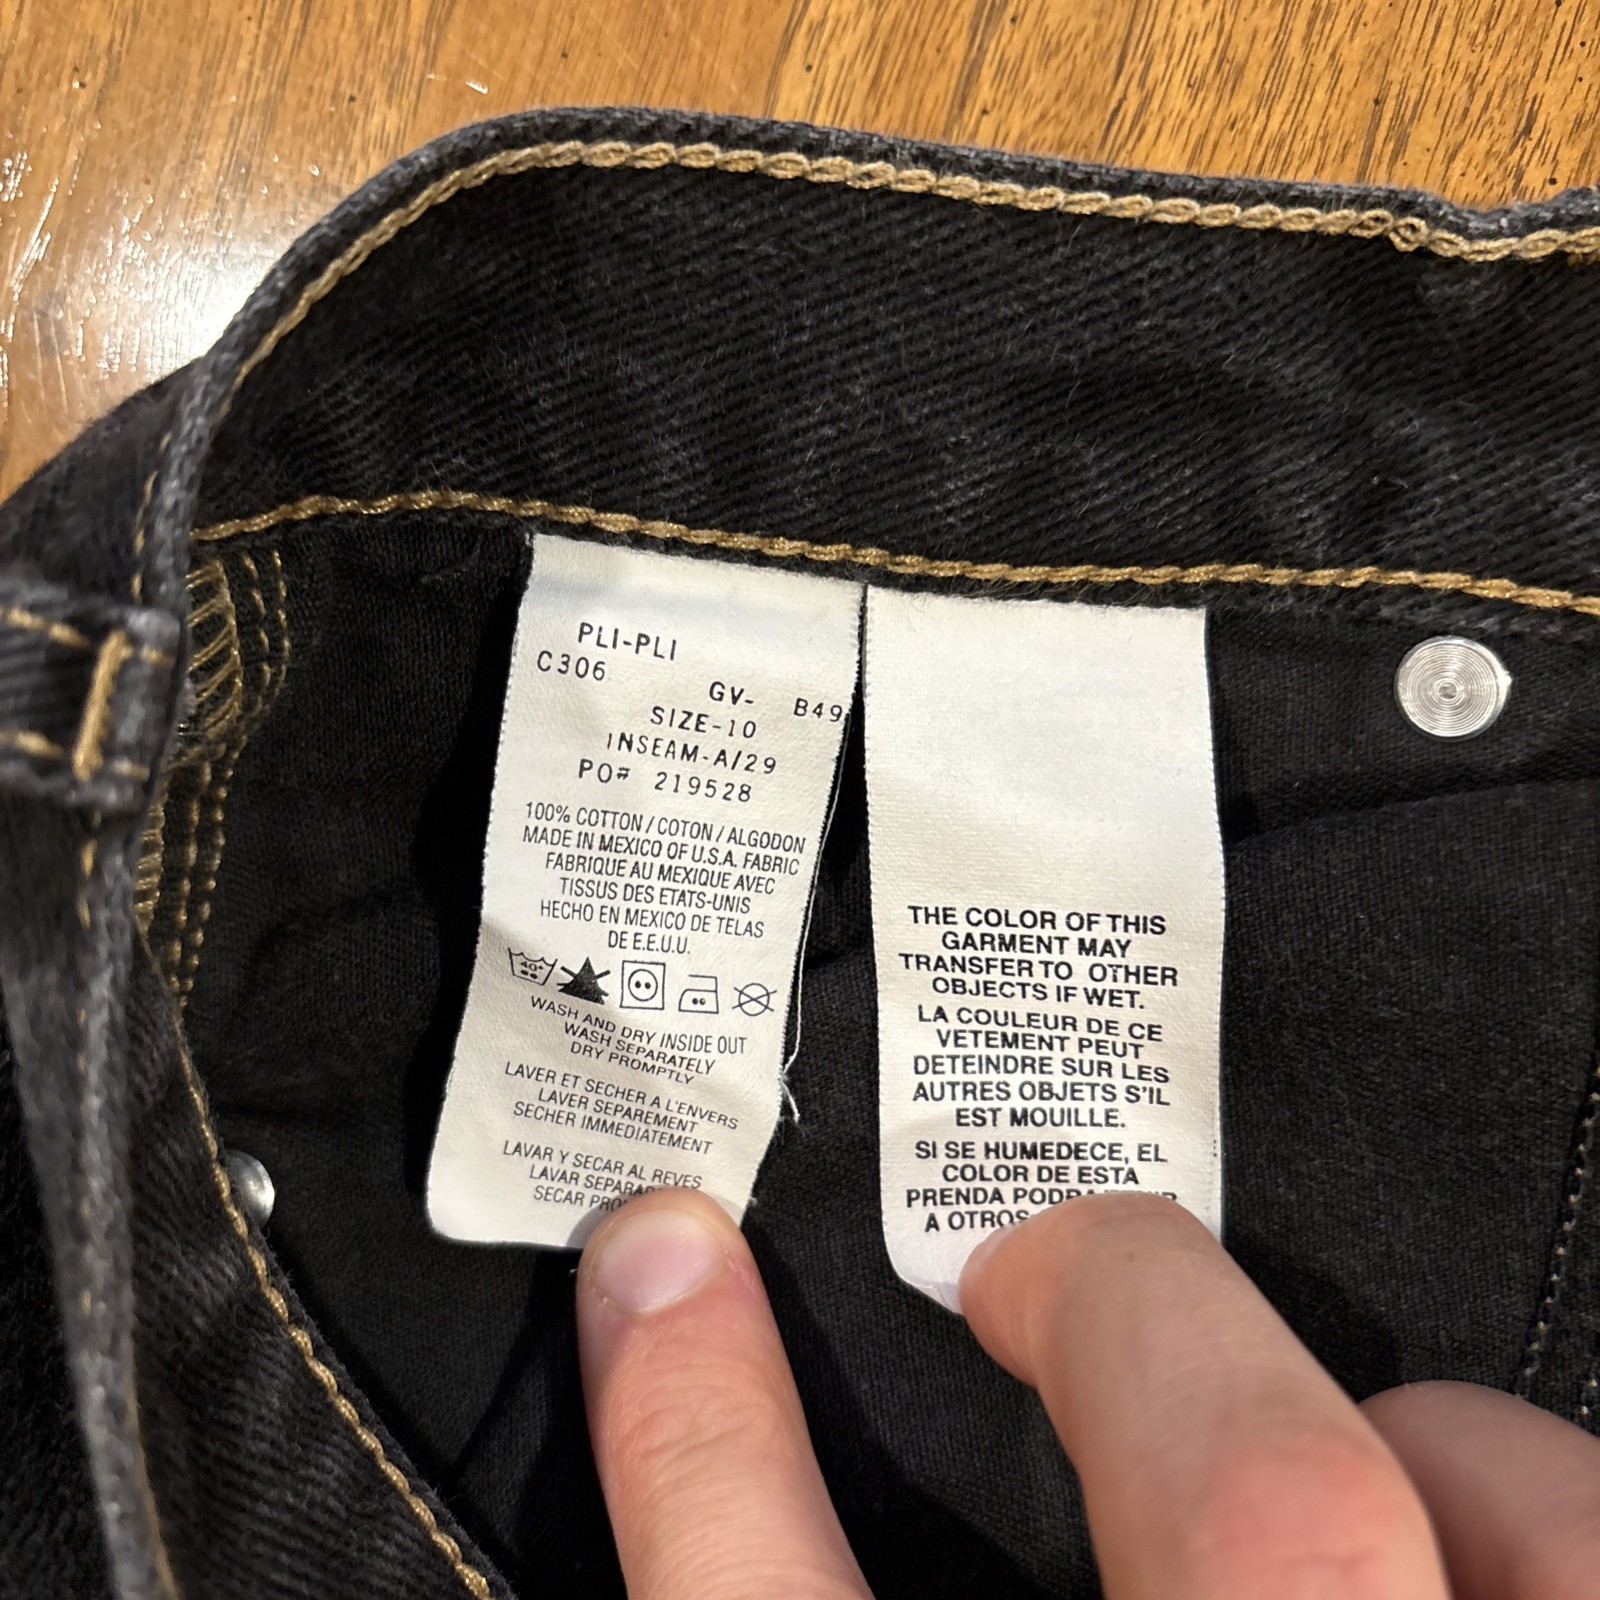 PLI-PLI
C306
GV- B49
SIZE-10
INSEAM-A/29
PO# 219528
100% COTTON / COTON / ALGODON
MADE IN MEXICO OF U.S.A. FABRIC
FABRIQUE AU MEXIQUE AVEC
TISSUS DES ETATS-UNIS
HECHO EN MEXICO DE TELAS
DE E.E.U.U.
40°
WASH AND DRY INSIDE OUT
WASH SEPARATELY
DRY PROMPTLY
LAVER ET SECHER A L'ENVERS
LAVER SEPAREMENT
SECHER IMMEDIATEMENT
LAVAR Y SECAR AL REVES
LAVAR
SECAR
THE COLOR OF THIS
GARMENT MAY
TRANSFER TO OTHER
OBJECTS IF WET.
LA COULEUR DE CE
VETEMENT PEUT
DETEINDRE SUR LES
AUTRES OBJETS S'IL
EST MOUILLE.
SI SE HUMEDECE, EL
COLOR DE ESTA
PRENDA
A OTROS